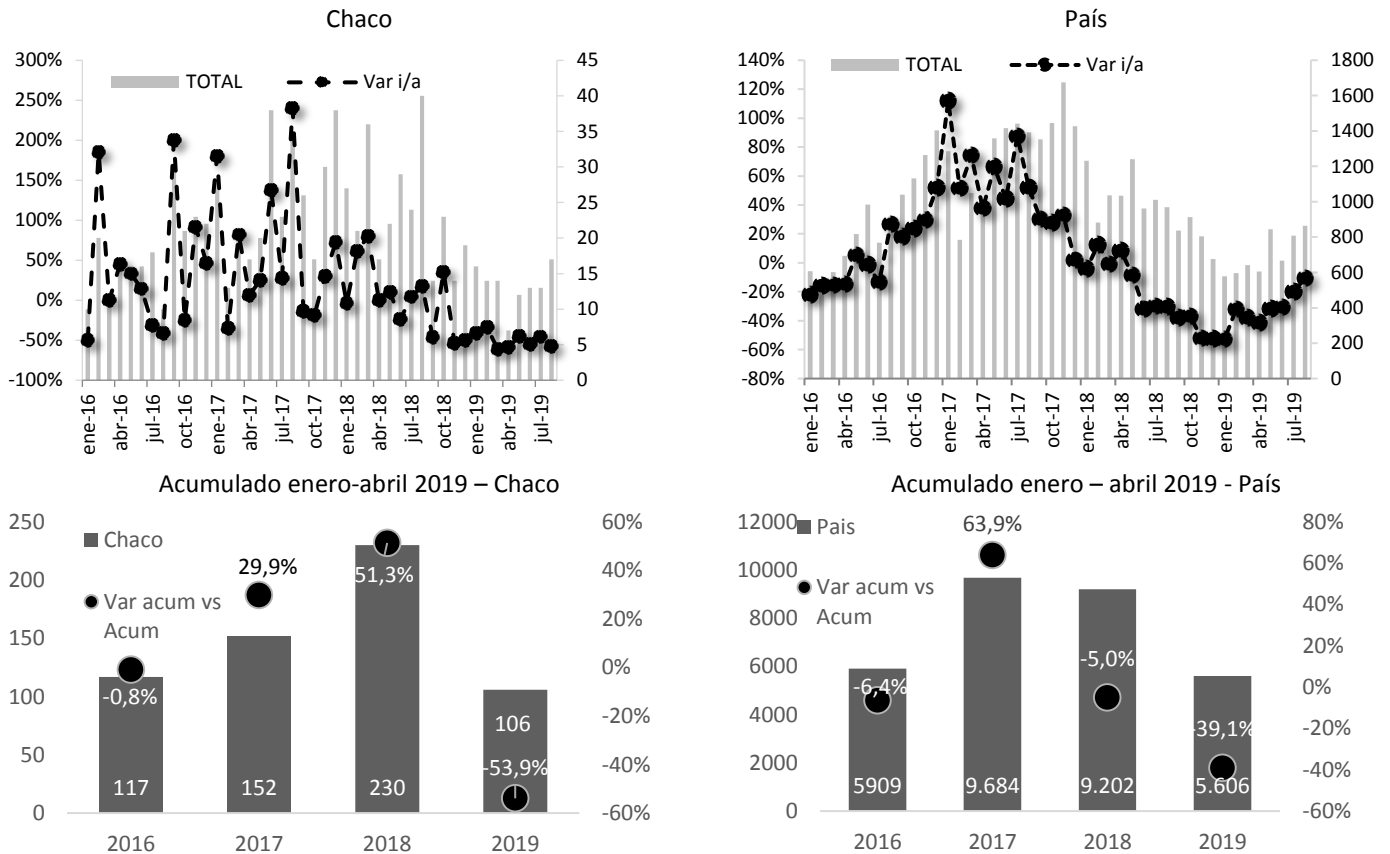 Chaco
TOTAL
Var i/a
300%
250%
200%
150%
100%
50%
0%
-50%
-100%
45
40
35
30
25
20
15
10
5
0
ene-16
abr-16
jul-16
oct-16
ene-17
abr-17
jul-17
oct-17
ene-18
abr-18
jul-18
oct-18
ene-19
abr-19
jul-19
País
TOTAL
Var i/a
140%
120%
100%
80%
60%
40%
20%
0%
-20%
-40%
-60%
-80%
1800
1600
1400
1200
1000
800
600
400
200
0
ene-16
abr-16
jul-16
oct-16
ene-17
abr-17
jul-17
oct-17
ene-18
abr-18
jul-18
oct-18
ene-19
abr-19
jul-19
Acumulado enero-abril 2019 – Chaco
Chaco
Var acum vs
Acum
250
200
150
100
50
0
60%
40%
20%
0%
-20%
-40%
-60%
-0,8%
29,9%
51,3%
-53,9%
117
152
230
106
2016
2017
2018
2019
Acumulado enero – abril 2019 - País
Pais
Var acum vs
Acum
12000
10000
8000
6000
4000
2000
0
80%
60%
40%
20%
0%
-20%
-40%
-60%
-6,4%
63,9%
-5,0%
-39,1%
5909
9.684
9.202
5.606
2016
2017
2018
2019